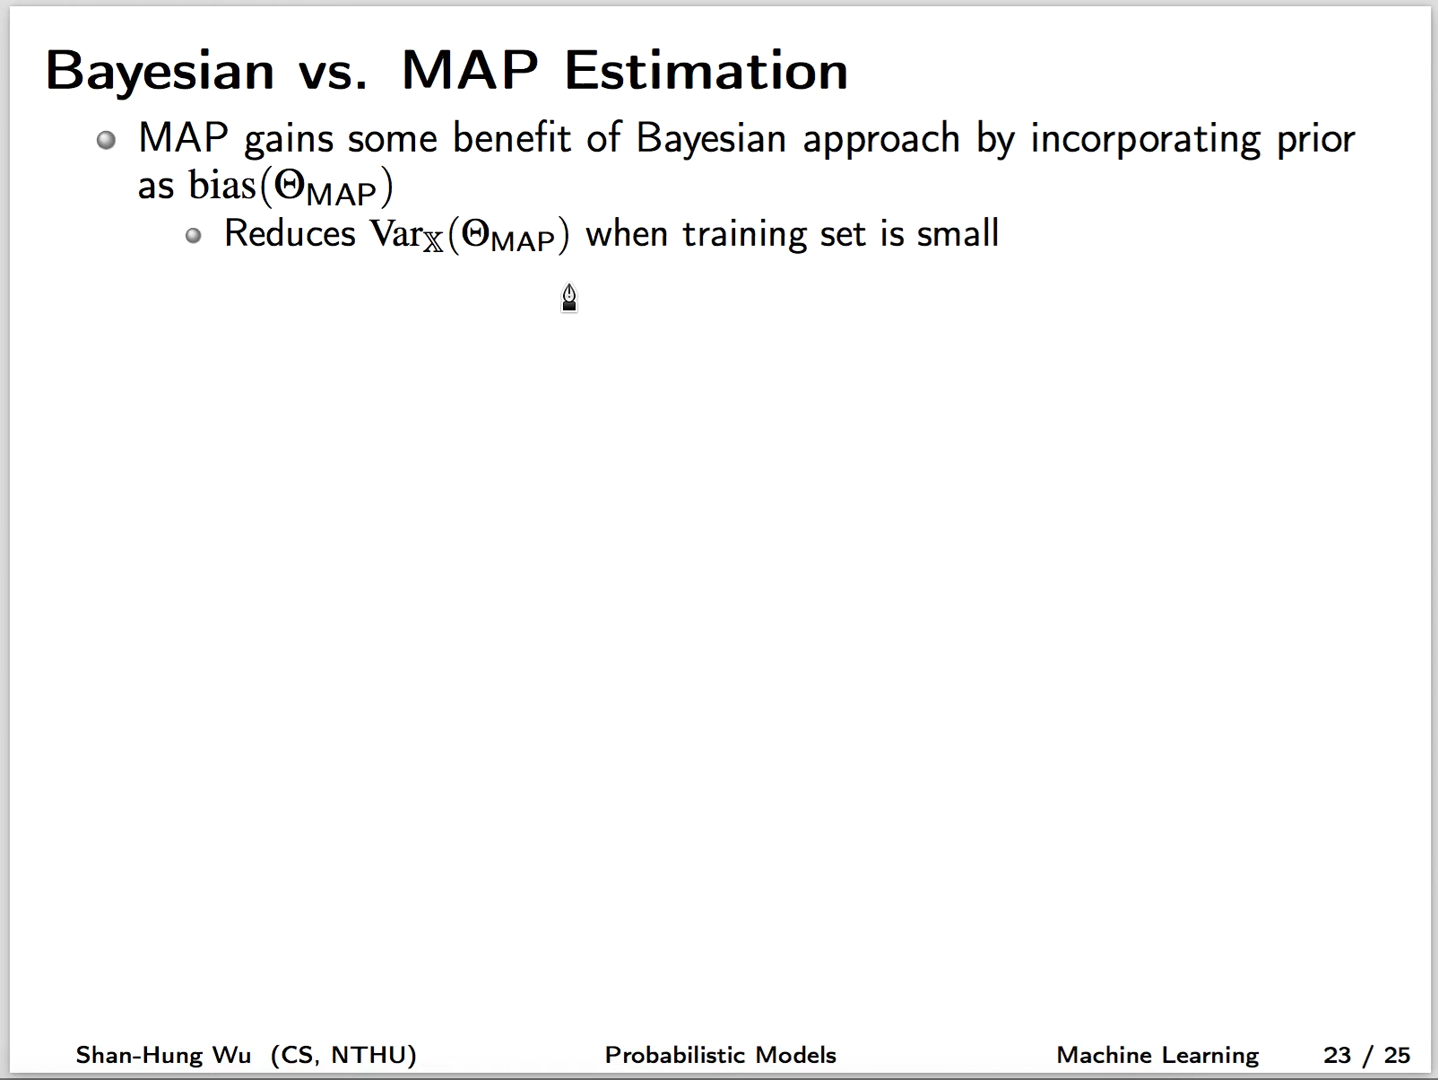 Bayesian vs. MAP Estimation
MAP gains some benefit of Bayesian approach by incorporating prior
as bias(Θ_MAP)
Reduces Var_𝕏(Θ_MAP) when training set is small
Shan-Hung Wu (CS, NTHU) Probabilistic Models Machine Learning 23 / 25